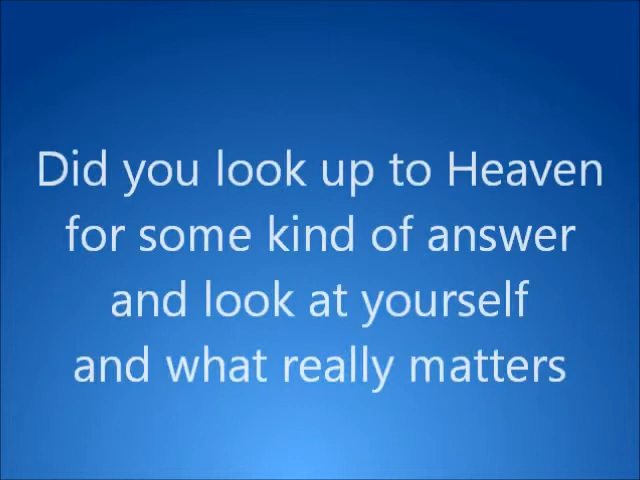 Did you look up to Heaven
for some kind of answer
and look at yourself
and what really matters